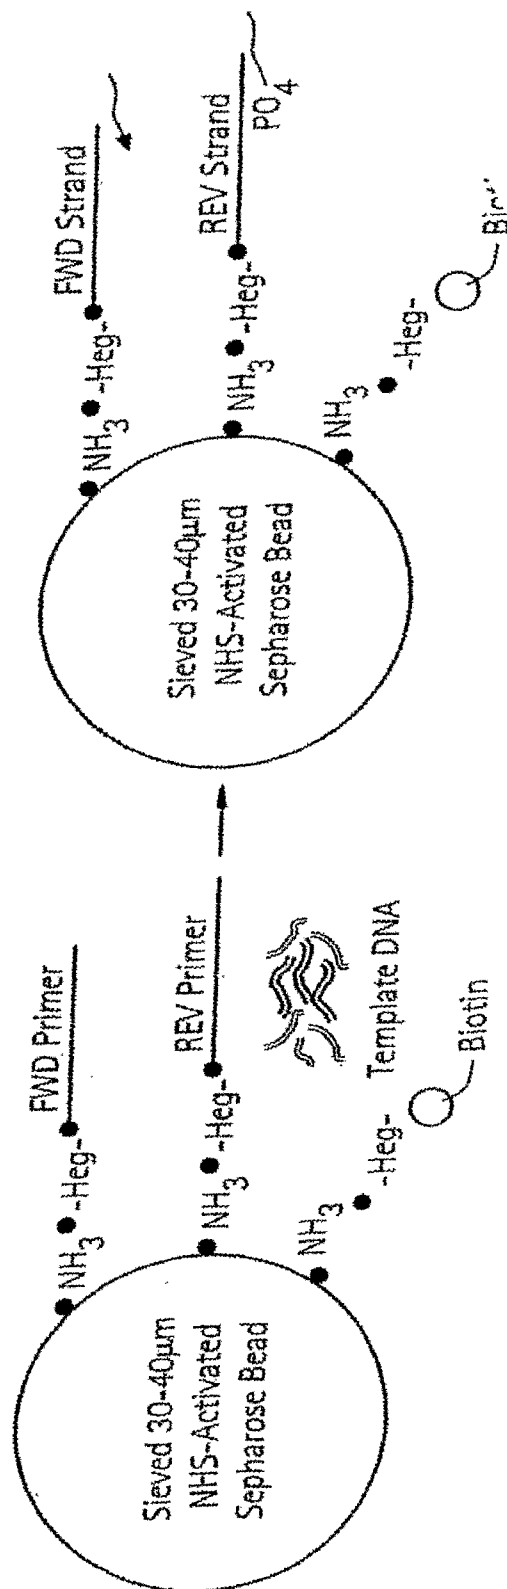 FWD Primer
NH3 -Heg-
REV Primer
NH3 -Heg-
Sieved 30-40µm
NHS-Activated
Sepharose Bead
NH3
-Heg-
Template DNA
Biotin
FWD Strand
NH3 -Heg-
REV Strand
PO4
NH3 -Heg-
Sieved 30-40µm
NHS-Activated
Sepharose Bead
NH3
-Heg-